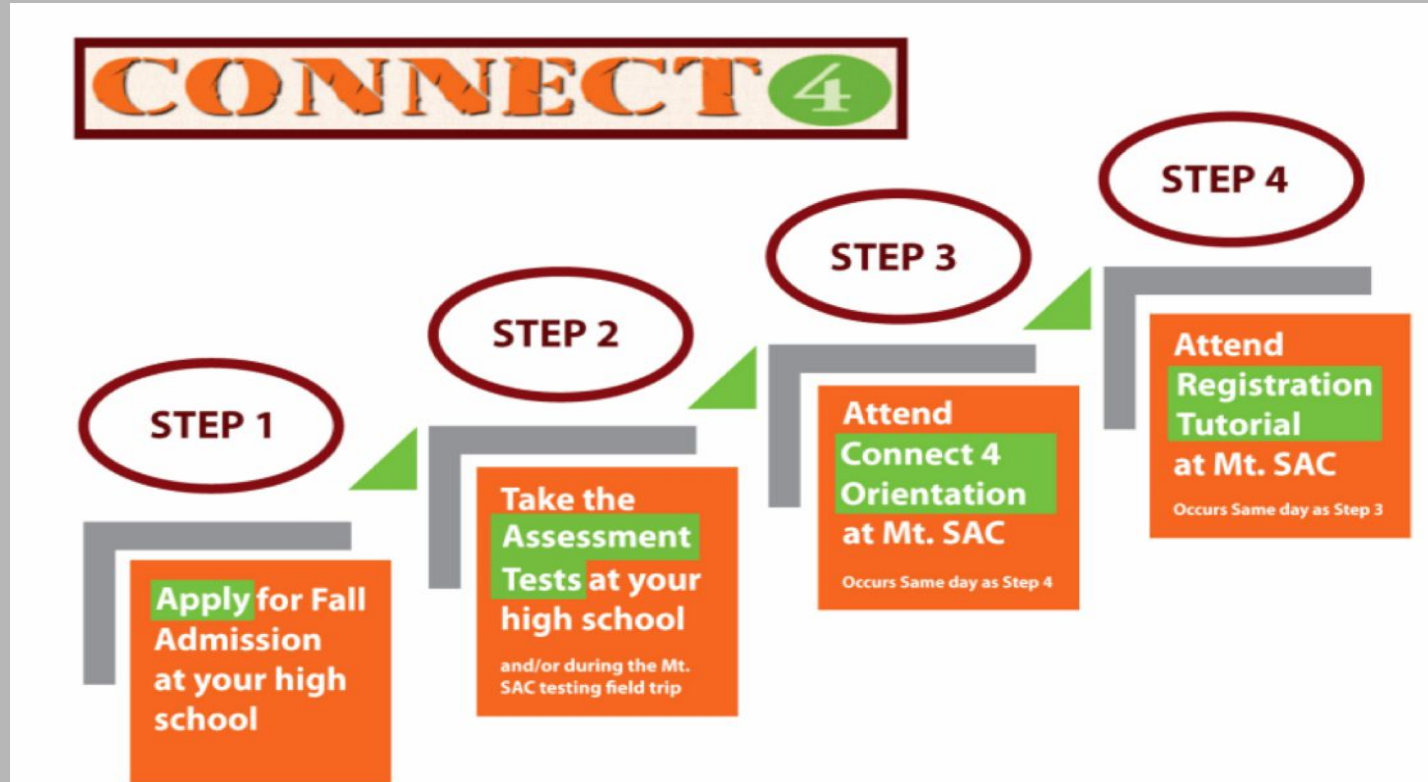 CONNECT 4
STEP 1
Apply for Fall
Admission
at your high
school
STEP 2
Take the
Assessment
Tests at your
high school
and/or during the Mt.
SAC testing field trip
STEP 3
Attend
Connect 4
Orientation
at Mt. SAC
Occurs Same day as Step 4
STEP 4
Attend
Registration
Tutorial
at Mt. SAC
Occurs Same day as Step 3